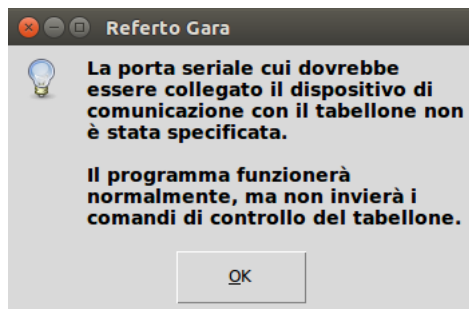 Referto Gara
La porta seriale cui dovrebbe
essere collegato il dispositivo di
comunicazione con il tabellone non
è stata specificata.
Il programma funzionerà
normalmente, ma non invierà i
comandi di controllo del tabellone.
OK